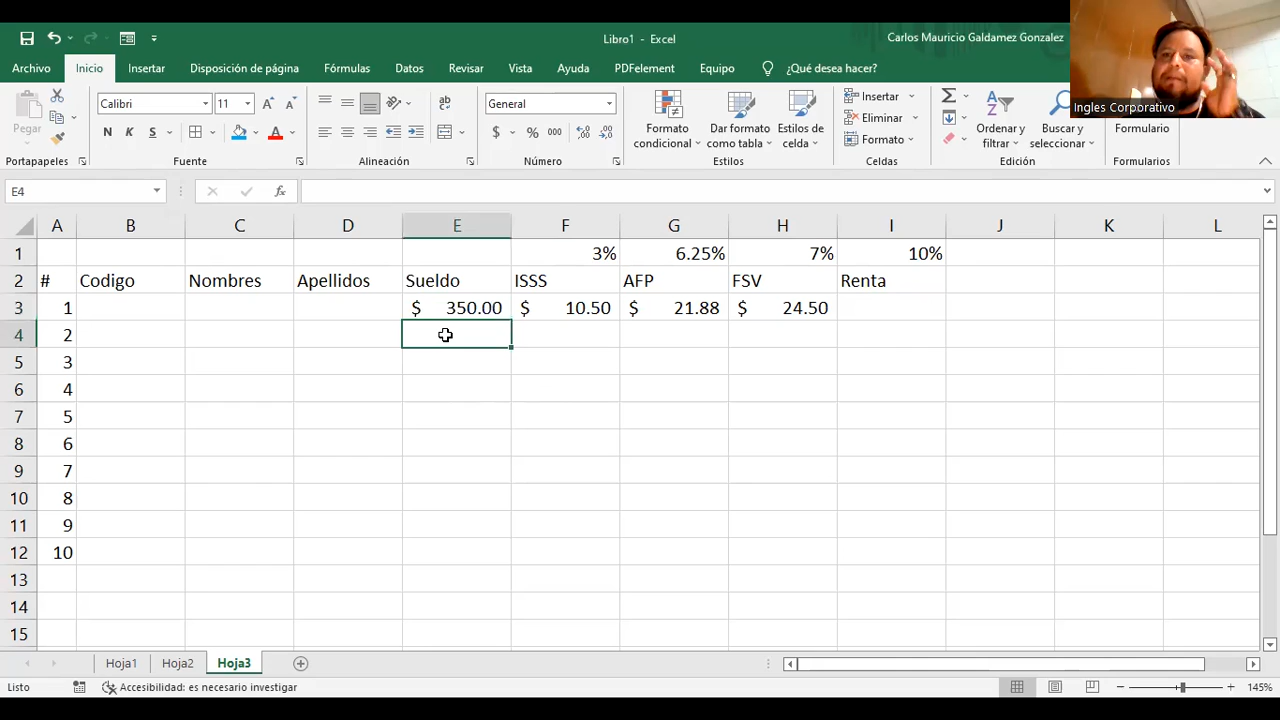 Libro1 - Excel
Carlos Mauricio Galdamez Gonzalez
Archivo Inicio Insertar Disposición de página Fórmulas Datos Revisar Vista Ayuda PDFelement Equipo ¿Qué desea hacer?
Pegar
Calibri 11 A A
N K S A
ab
General
$ % 000
Formato condicional
Dar formato como tabla
Estilos de celda
Insertar
Eliminar
Formato
Ordenar y filtrar
Buscar y seleccionar
Formulario
Ingles Corporativo
Portapapeles Fuente Alineación Número Estilos Celdas Edición Formularios
E4 fx
A B C D E F G H I J K L
1 3% 6.25% 7% 10%
2 # Codigo Nombres Apellidos Sueldo ISSS AFP FSV Renta
3 1 $ 350.00 $ 10.50 $ 21.88 $ 24.50
4 2
5 3
6 4
7 5
8 6
9 7
10 8
11 9
12 10
13
14
15
Hoja1 Hoja2 Hoja3
Listo Accesibilidad: es necesario investigar 145%